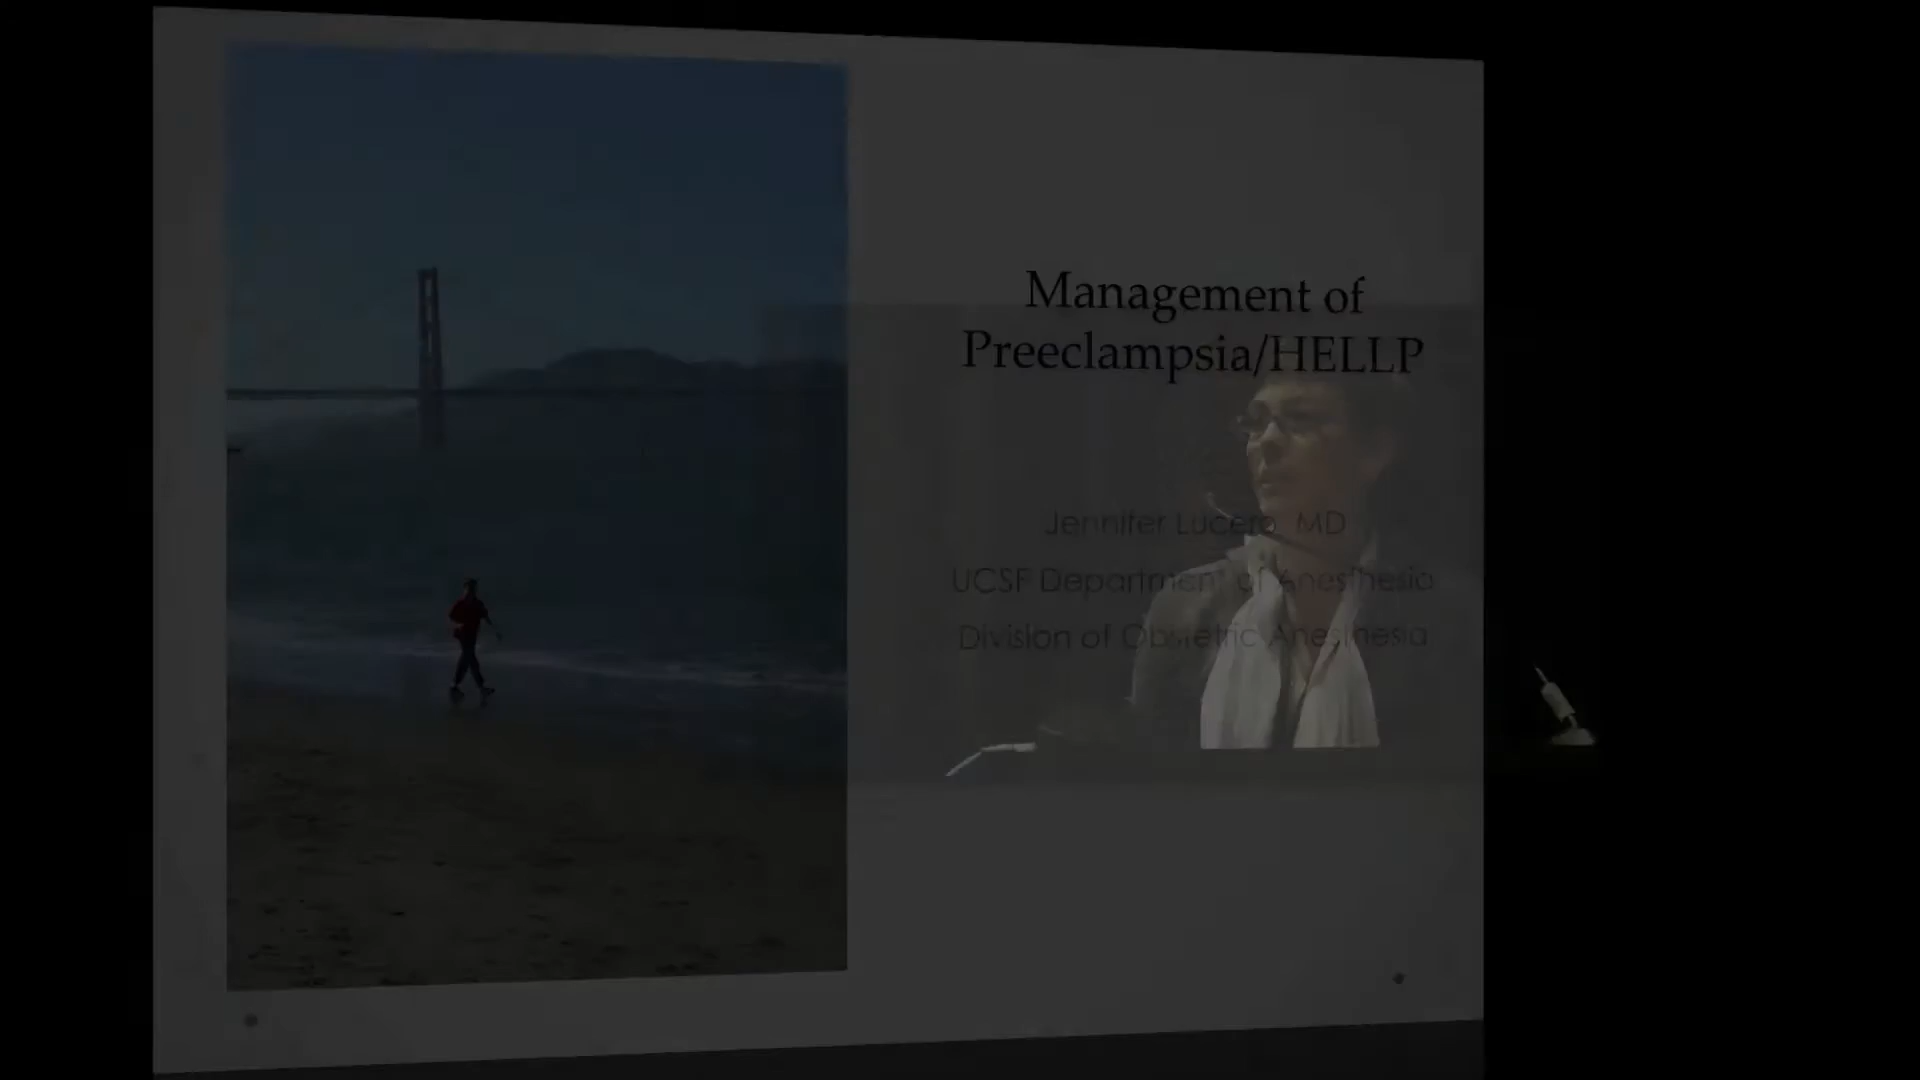 Management of
Preeclampsia/HELLP
Jennifer Lucero, MD
UCSF Department of Anesthesia
Division of Obstetric Anesthesia